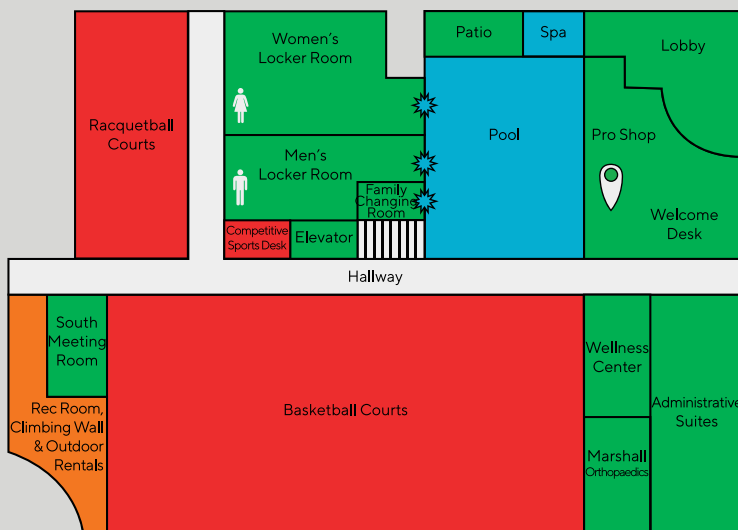 Women's
Locker Room
Patio
Spa
Lobby
Racquetball
Courts
Pool
Pro Shop
Men's
Locker Room
Family
Changing
Room
Welcome
Desk
Competitive
Sports Desk
Elevator
Hallway
South
Meeting
Room
Wellness
Center
Rec Room,
Climbing Wall
& Outdoor
Rentals
Basketball Courts
Administrative
Suites
Marshall
Orthopaedics